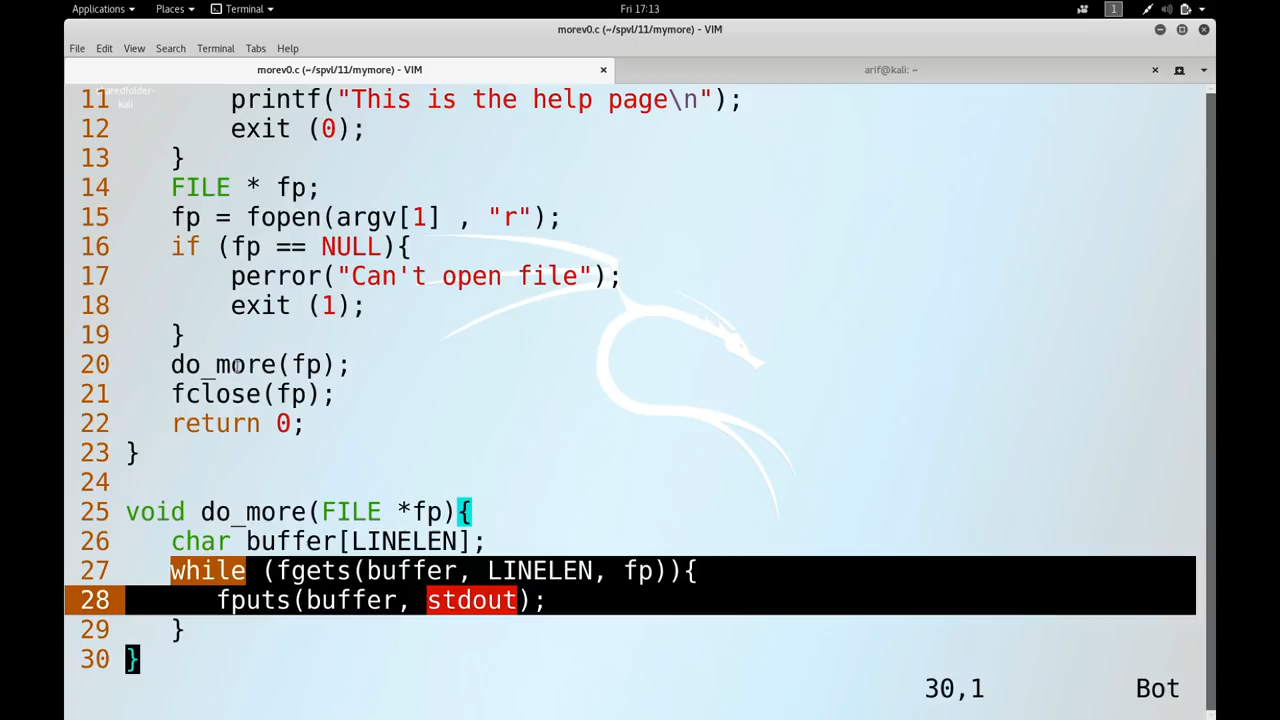 Applications Places Terminal Fri 17:13 1
morev0.c (~/spvl/11/mymore) - VIM
File Edit View Search Terminal Tabs Help
morev0.c (~/spvl/11/mymore) - VIM arif@kali: ~
sharedfolder-
kali
11 printf("This is the help page\n");
12 exit (0);
13 }
14 FILE * fp;
15 fp = fopen(argv[1] , "r");
16 if (fp == NULL){
17 perror("Can't open file");
18 exit (1);
19 }
20 do_more(fp);
21 fclose(fp);
22 return 0;
23 }
24
25 void do_more(FILE *fp){
26 char buffer[LINELEN];
27 while (fgets(buffer, LINELEN, fp)){
28 fputs(buffer, stdout);
29 }
30 }
30,1 Bot